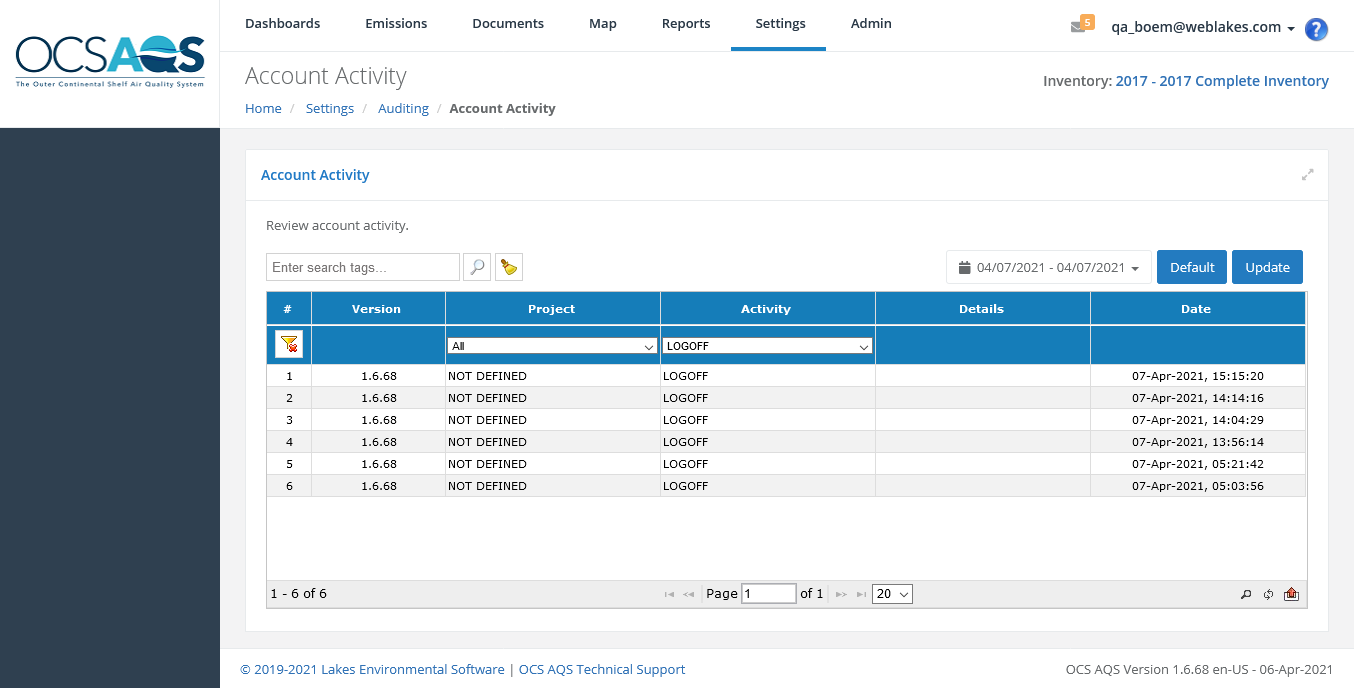 OCSAQS
The Outer Continental Shelf Air Quality System
Dashboards Emissions Documents Map Reports Settings Admin
5 qa_boem@weblakes.com ?
Account Activity
Inventory: 2017 - 2017 Complete Inventory
Home / Settings / Auditing / Account Activity
Account Activity
Review account activity.
Enter search tags... 04/07/2021 - 04/07/2021 Default Update
# Version Project Activity Details Date
All LOGOFF
1 1.6.68 NOT DEFINED LOGOFF 07-Apr-2021, 15:15:20
2 1.6.68 NOT DEFINED LOGOFF 07-Apr-2021, 14:14:16
3 1.6.68 NOT DEFINED LOGOFF 07-Apr-2021, 14:04:29
4 1.6.68 NOT DEFINED LOGOFF 07-Apr-2021, 13:56:14
5 1.6.68 NOT DEFINED LOGOFF 07-Apr-2021, 05:21:42
6 1.6.68 NOT DEFINED LOGOFF 07-Apr-2021, 05:03:56
1 - 6 of 6 Page 1 of 1 20
© 2019-2021 Lakes Environmental Software | OCS AQS Technical Support
OCS AQS Version 1.6.68 en-US - 06-Apr-2021